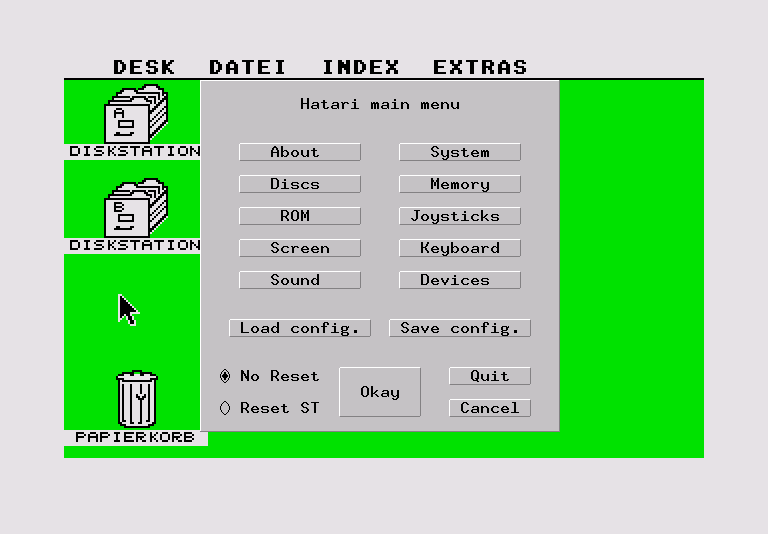 DESK DATEI INDEX EXTRAS
A
DISKSTATION
B
DISKSTATION
PAPIERKORB
Hatari main menu
About System
Discs Memory
ROM Joysticks
Screen Keyboard
Sound Devices
Load config. Save config.
No Reset Okay Quit
Reset ST Cancel